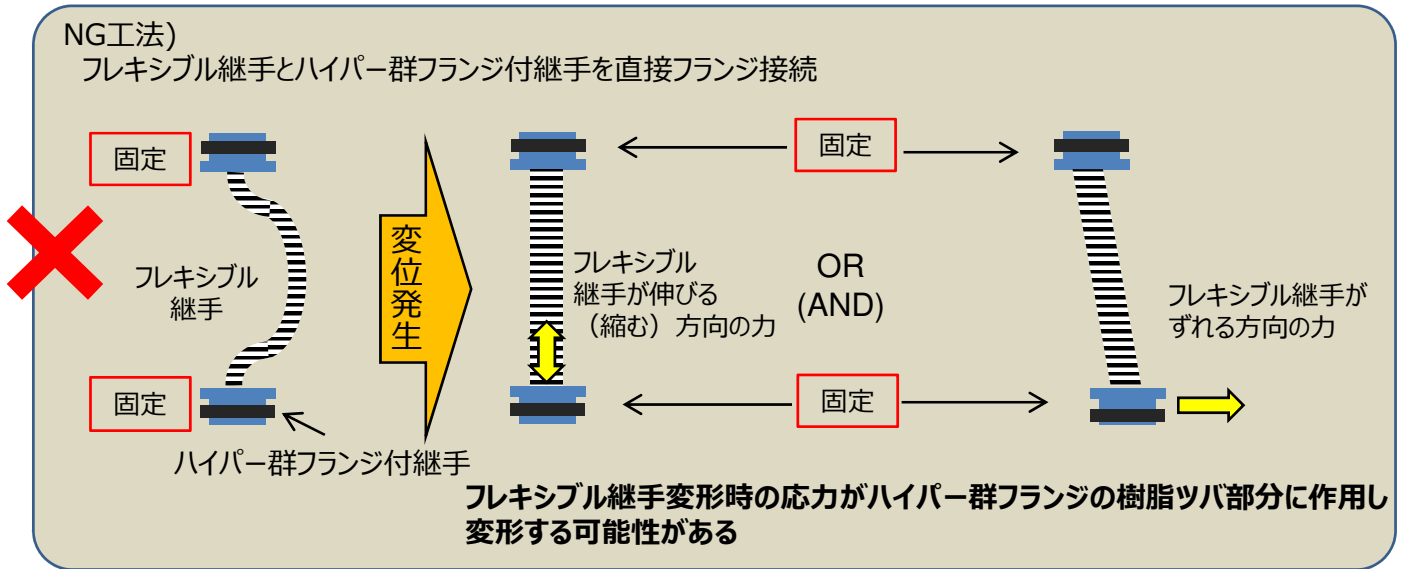 NG工法)
フレキシブル継手とハイパー群フランジ付継手を直接フランジ接続
固定
固定
フレキシブル
継手
ハイパー群フランジ付継手
変位発生
固定
フレキシブル
継手が伸びる
（縮む）方向の力
OR
(AND)
フレキシブル継手が
ずれる方向の力
固定
フレキシブル継手変形時の応力がハイパー群フランジの樹脂ツバ部分に作用し
変形する可能性がある